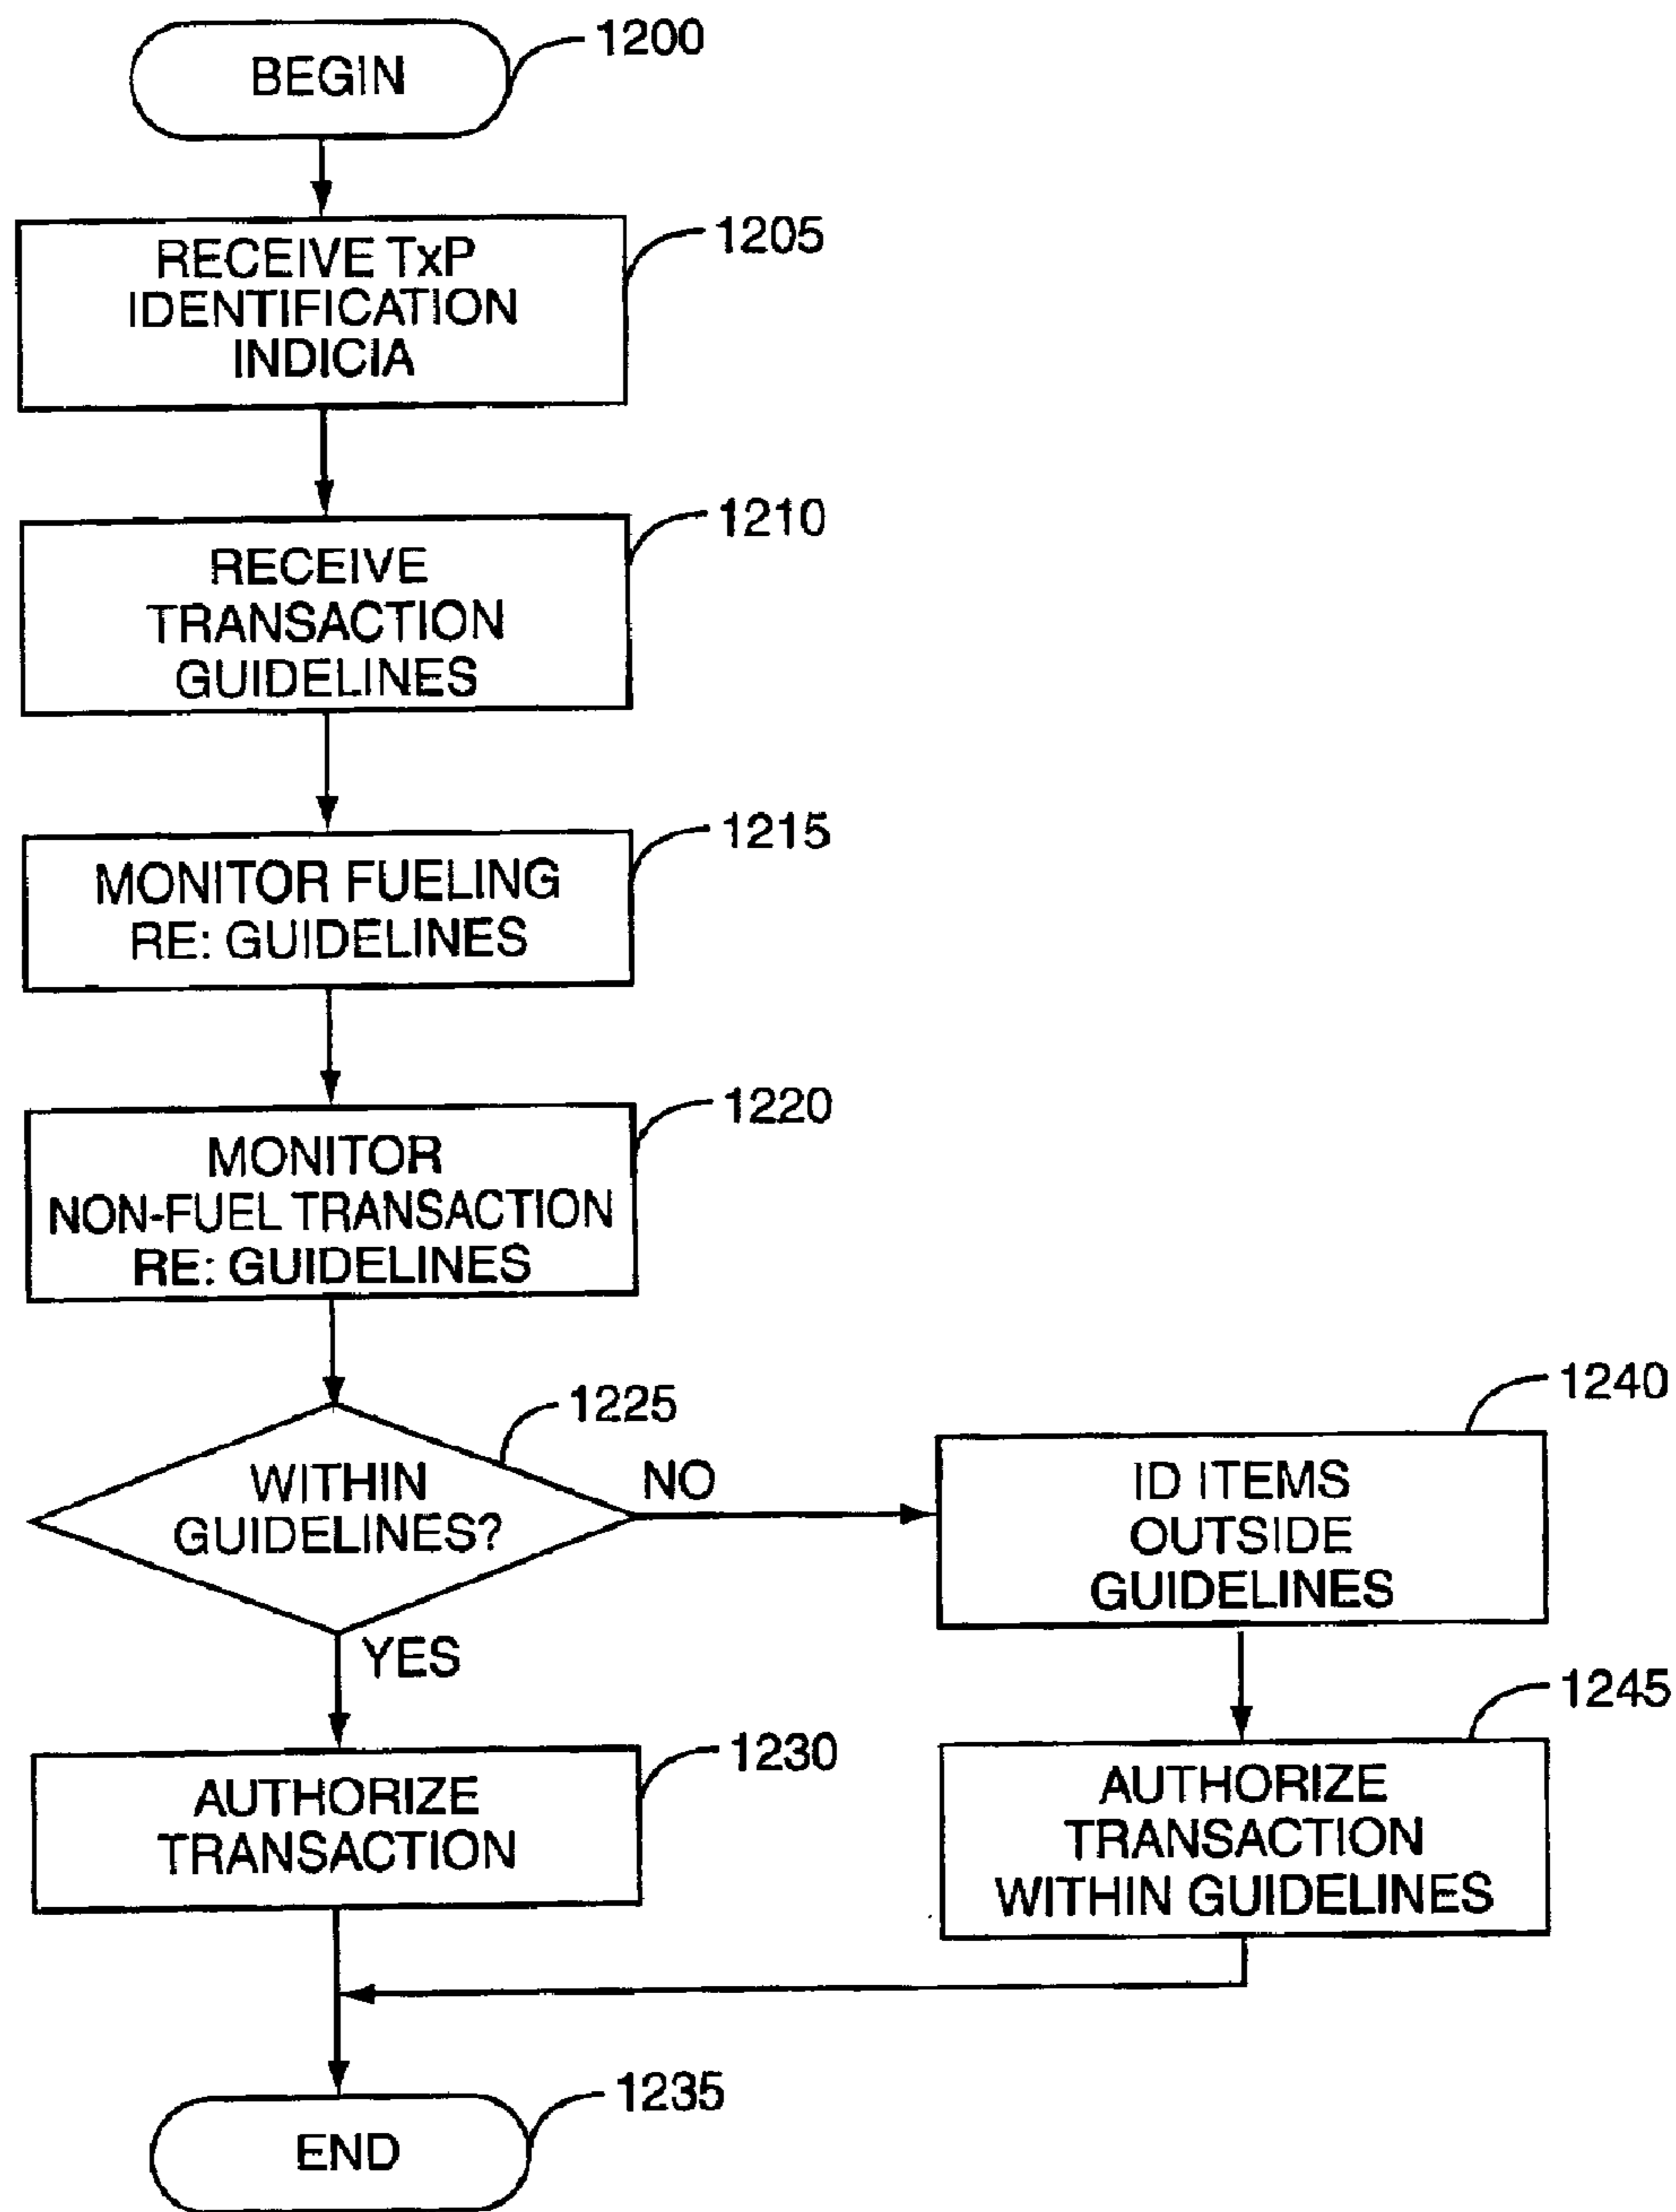 BEGIN
1200
RECEIVE TxP
IDENTIFICATION
INDICIA
1205
RECEIVE
TRANSACTION
GUIDELINES
1210
MONITOR FUELING
RE: GUIDELINES
1215
MONITOR
NON-FUEL TRANSACTION
RE: GUIDELINES
1220
WITHIN
GUIDELINES?
1225
NO
YES
ID ITEMS
OUTSIDE
GUIDELINES
1240
AUTHORIZE
TRANSACTION
1230
AUTHORIZE
TRANSACTION
WITHIN GUIDELINES
1245
END
1235